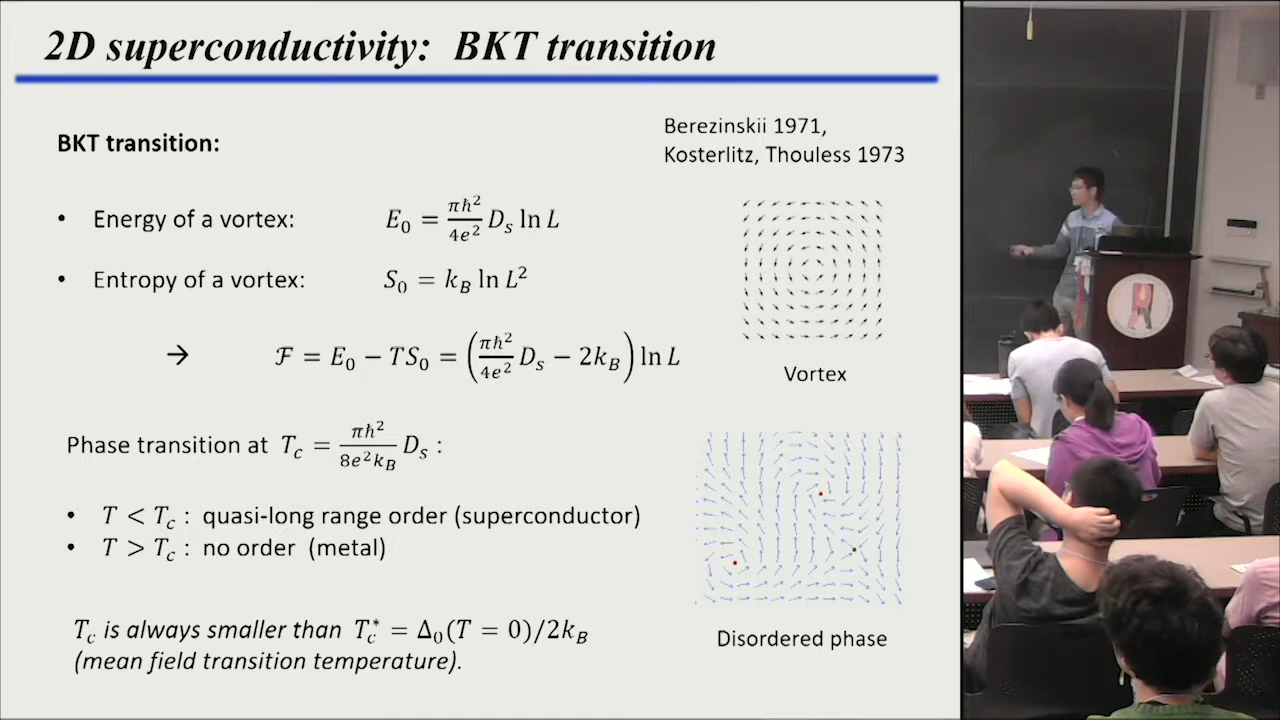 2D superconductivity: BKT transition
BKT transition:
Berezinskii 1971,
Kosterlitz, Thouless 1973
• Energy of a vortex: E₀ = πℏ²/4e² Dₛ ln L
• Entropy of a vortex: S₀ = k_B ln L²
→ ℱ = E₀ − TS₀ = (πℏ²/4e² Dₛ − 2k_B) ln L
Vortex
Phase transition at T_c = πℏ²/8e²k_B Dₛ :
• T < T_c : quasi-long range order (superconductor)
• T > T_c : no order (metal)
T_c is always smaller than T_c* = Δ₀(T = 0)/2k_B
(mean field transition temperature).
Disordered phase